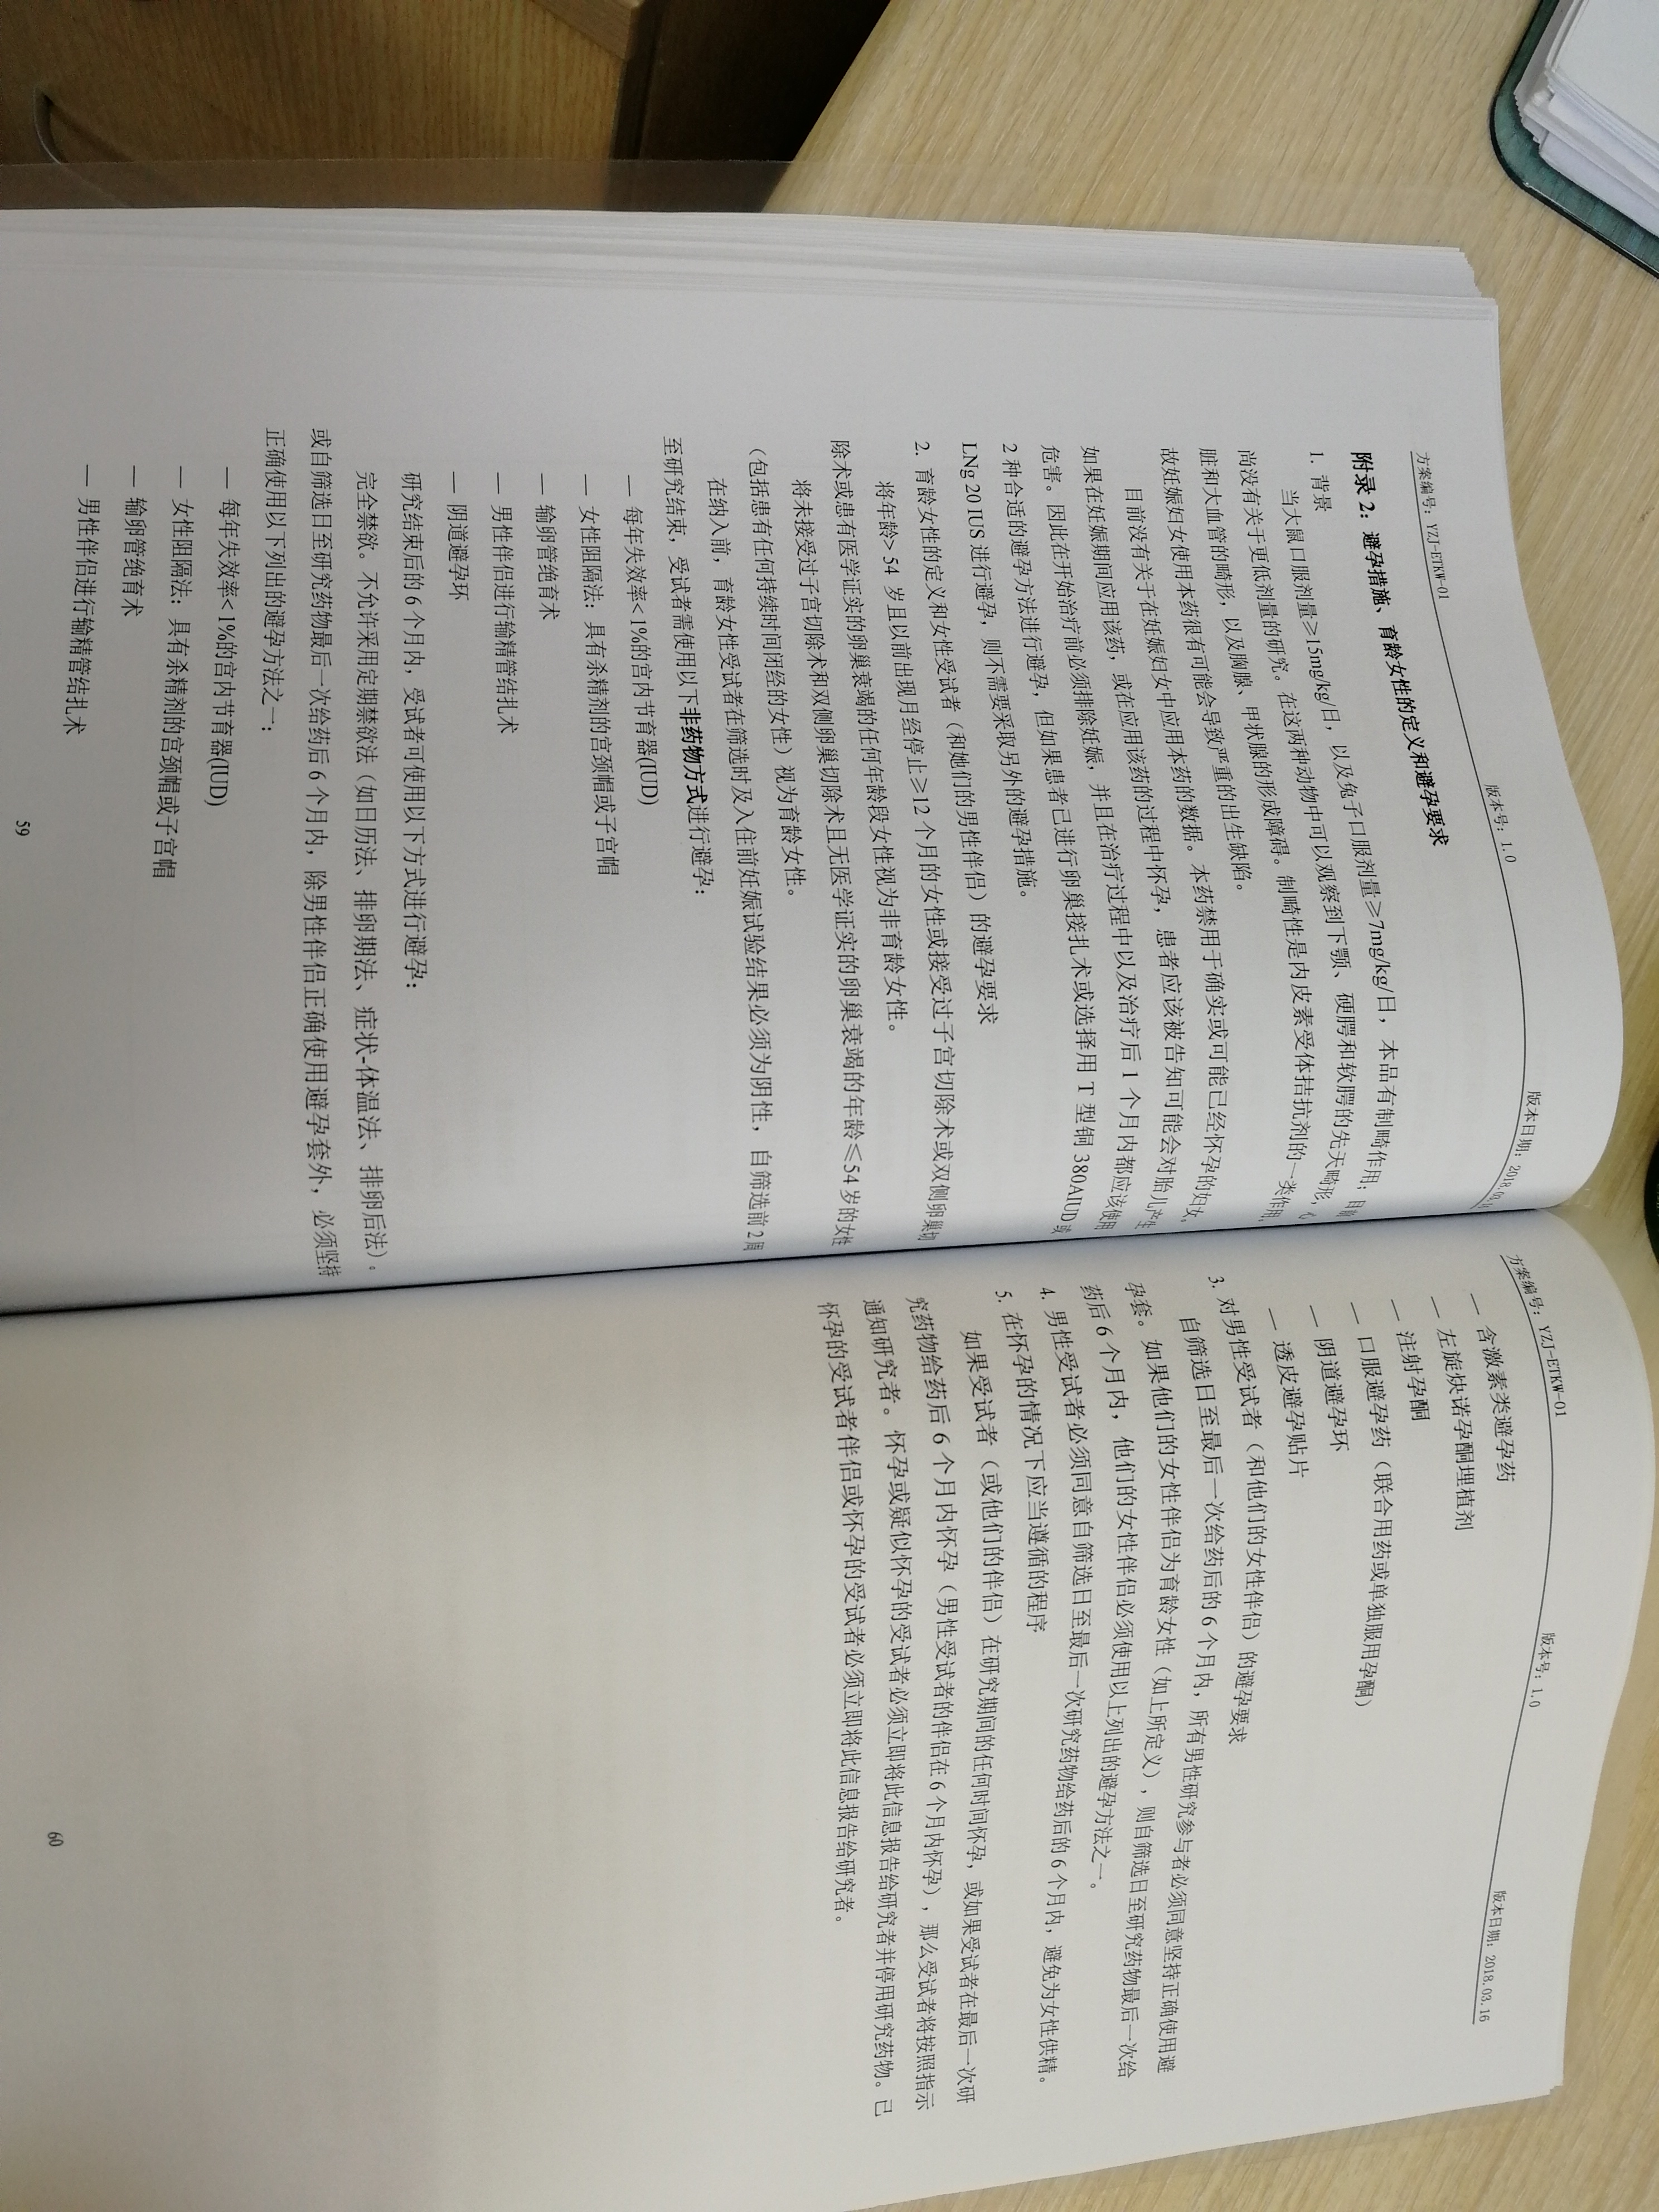 方案编号：YZJ-ETKW-01 版本号：1.0 版本日期：2018.03.1
附录 2：避孕措施、育龄女性的定义和避孕要求
1. 背景
当大鼠口服剂量≥15mg/kg/日，以及兔子口服剂量≥7mg/kg/日，本品有制畸作用；目前
尚没有关于更低剂量的研究。在这两种动物中可以观察到下颚、硬腭和软腭的先天畸形，心
脏和大血管的畸形，以及胸腺、甲状腺的形成障碍。制畸性是内皮素受体拮抗剂的一类作用，
故妊娠妇女使用本药很有可能会导致严重的出生缺陷。
目前没有关于在妊娠妇女中应用本药的数据。本药禁用于确实或可能已经怀孕的妇女。
如果在妊娠期间应用该药，或在应用该药的过程中怀孕，患者应该被告知可能会对胎儿产生
危害。因此在开始治疗前必须排除妊娠，并且在治疗过程中以及治疗后 1 个月内都应该使用
2 种合适的避孕方法进行避孕，但如果患者已进行卵巢接扎术或选择用 T 型铜 380AIUD 或
LNg 20 IUS 进行避孕，则不需要采取另外的避孕措施。
2. 育龄女性的定义和女性受试者（和她们的男性伴侣）的避孕要求
将年龄> 54 岁且以前出现月经停止≥12 个月的女性或接受过子宫切除术或双侧卵巢切
除术或患有医学证实的卵巢衰竭的任何年龄段女性视为非育龄女性。
将未接受过子宫切除术和双侧卵巢切除术且无医学证实的卵巢衰竭的年龄≤54 岁的女性
（包括患有任何持续时间闭经的女性）视为育龄女性。
在纳入前，育龄女性受试者在筛选时及入住前妊娠试验结果必须为阴性，自筛选前 2 周
至研究结束，受试者需使用以下非药物方式进行避孕：
— 每年失效率< 1%的宫内节育器(IUD)
— 女性阻隔法：具有杀精剂的宫颈帽或子宫帽
— 输卵管绝育术
— 男性伴侣进行输精管结扎术
— 阴道避孕环
研究结束后的 6 个月内，受试者可使用以下方式进行避孕：
完全禁欲。不允许采用定期禁欲法（如日历法、排卵期法、症状-体温法、排卵后法）。
或自筛选日至研究药物最后一次给药后 6 个月内，除男性伴侣正确使用避孕套外，必须坚持
正确使用以下列出的避孕方法之一：
— 每年失效率< 1%的宫内节育器(IUD)
— 女性阻隔法：具有杀精剂的宫颈帽或子宫帽
— 输卵管绝育术
— 男性伴侣进行输精管结扎术
59
方案编号：YZJ-ETKW-01 版本号：1.0 版本日期：2018.03.16
— 含激素类避孕药
— 左旋炔诺孕酮埋植剂
— 注射孕酮
— 口服避孕药（联合用药或单独服用孕酮）
— 阴道避孕环
— 透皮避孕贴片
3. 对男性受试者（和他们的女性伴侣）的避孕要求
自筛选日至最后一次给药后的 6 个月内，所有男性研究参与者必须同意坚持正确使用避
孕套。如果他们的女性伴侣为育龄女性（如上所定义），则自筛选日至研究药物最后一次给
药后 6 个月内，他们的女性伴侣必须使用以上列出的避孕方法之一。
4. 男性受试者必须同意自筛选日至最后一次研究药物给药后的 6 个月内，避免为女性供精。
5. 在怀孕的情况下应当遵循的程序
如果受试者（或他们的伴侣）在研究期间的任何时间怀孕，或如果受试者在最后一次研
究药物给药后 6 个月内怀孕（男性受试者的伴侣在 6 个月内怀孕），那么受试者将按照指示
通知研究者。怀孕或疑似怀孕的受试者必须立即将此信息报告给研究者并停用研究药物。已
怀孕的受试者伴侣或怀孕的受试者必须立即将此信息报告给研究者。
60